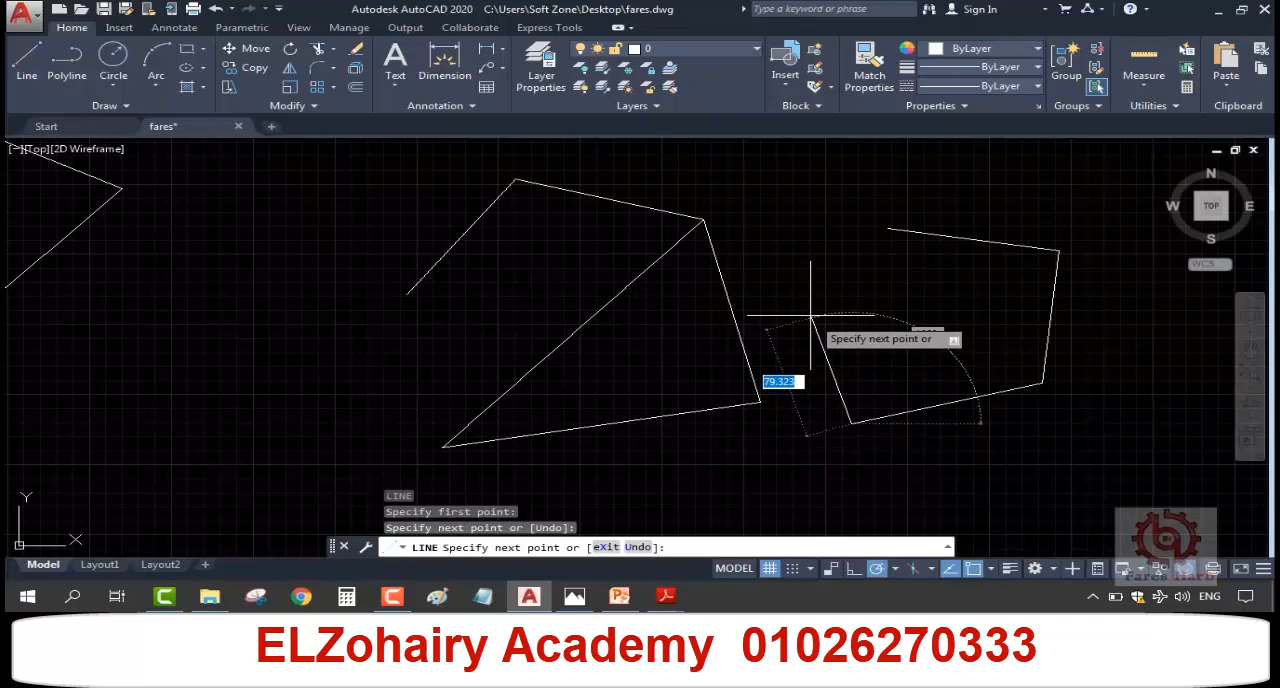 Autodesk AutoCAD 2020 C:\Users\Soft Zone\Desktop\fares.dwg
Type a keyword or phrase
Sign In
Home Insert Annotate Parametric View Manage Output Collaborate Express Tools
Line Polyline Circle Arc
Move
Copy
Text Dimension
Layer Properties
0
Insert
Match Properties
ByLayer
ByLayer
ByLayer
Group
Measure
Paste
Draw Modify Annotation Layers Block Properties Groups Utilities Clipboard
Start fares*
[−][Top][2D Wireframe]
N
W TOP E
S
WCS
Specify next point or
79.323
Y
X
LINE
Specify first point:
Specify next point or [Undo]:
LINE Specify next point or [eXit Undo]:
Model Layout1 Layout2 +
MODEL
Fares Harb
ENG
ELZohairy Academy 01026270333